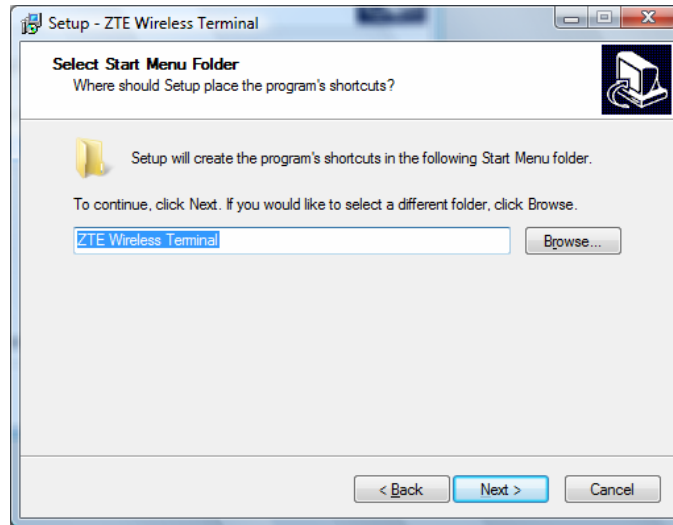 Setup - ZTE Wireless Terminal
Select Start Menu Folder
Where should Setup place the program's shortcuts?
Setup will create the program's shortcuts in the following Start Menu folder.
To continue, click Next. If you would like to select a different folder, click Browse.
ZTE Wireless Terminal
Browse...
< Back
Next >
Cancel